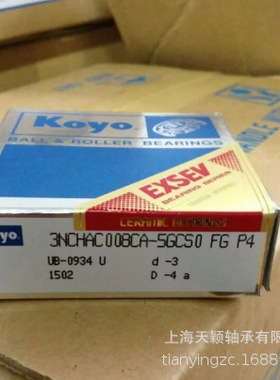 Koyo
BALL & ROLLER BEARINGS
EXSEV
BEARING SERIES
CERAMIC BEARINGS
3NCHAC008CA-5GCS0 FG P4
UB-0934 U d -3
1502 D -4 a
上海天颖轴承有限
tianyingzc.1688.c